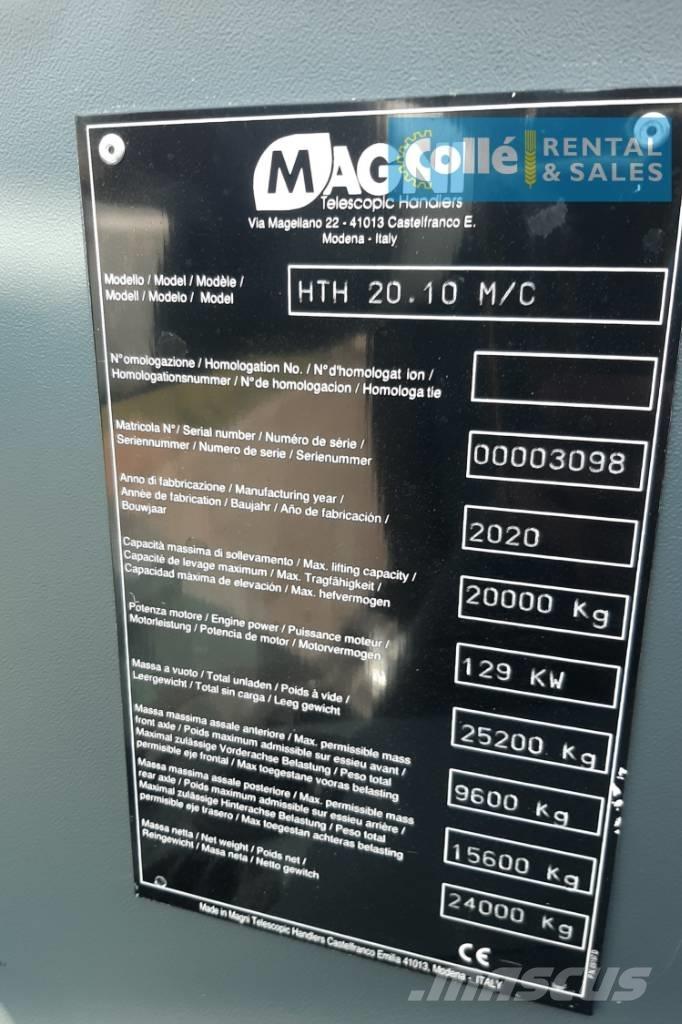 MAG
Collé
RENTAL
& SALES
Telescopic Handlers
Via Magellano 22 - 41013 Castelfranco E.
Modena - Italy
Modello / Model / Modèle /
Modell / Modelo / Model
HTH 20.10 M/C
N°omologazione / Homologation No. / N°d'homologat ion /
Homologationsnummer / N°de homologacion / Homologa tie
Matricola N°/ Serial number / Numéro de série /
Seriennummer / Numero de serie / Serienummer
00003098
Anno di fabbricazione / Manufacturing year /
Année de fabrication / Baujahr / Año de fabricación /
Bouwjaar
2020
Capacità massima di sollevamento / Max. lifting capacity /
Capacité de levage maximum / Max. Tragfähigkeit /
Capacidad máxima de elevación / Max. hefvermogen
20000 Kg
Potenza motore / Engine power / Puissance moteur /
Motorleistung / Potencia de motor / Motorvermogen
129 KW
Massa a vuoto / Total unladen / Poids à vide /
Leergewicht / Total sin carga / Leeg gewicht
25200 Kg
Massa massima assale anteriore / Max. permissible mass
front axle / Poids maximum admissible sur essieu avant /
Maximal zulässige Vorderachse Belastung / Peso total
permisible eje frontal / Max toegestane vooras belasting
9600 Kg
Massa massima assale posteriore / Max. permissible mass
rear axle / Poids maximum admissible sur essieu arrière /
Maximal zulässige Hinterachse Belastung / Peso total
permisible eje trasero / Max toegestan achteras belasting
15600 Kg
Massa netta / Net weight / Poids net /
Reingewicht / Masa neta / Netto gewitch
24000 Kg
CE
Made in Magni Telescopic Handlers Castelfranco Emilia 41013, Modena - ITALY
mascus